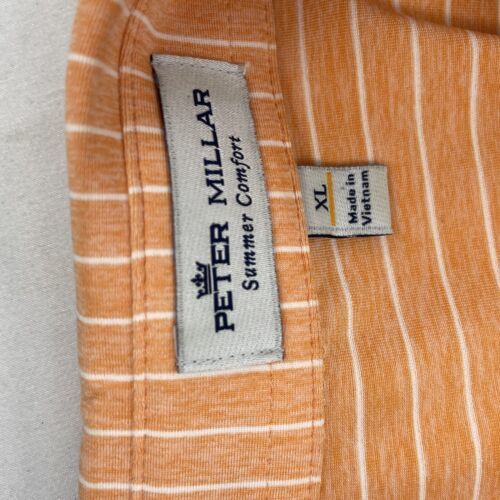 PETER MILLAR
Summer Comfort
XL
Made in
Vietnam